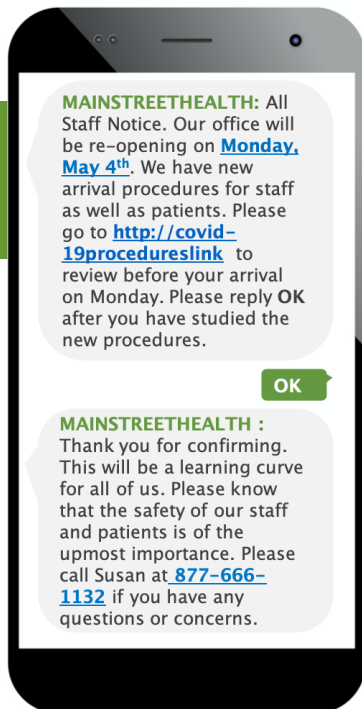 MAINSTREETHEALTH: All
Staff Notice. Our office will
be re-opening on Monday,
May 4th. We have new
arrival procedures for staff
as well as patients. Please
go to http://covid-
19procedureslink to
review before your arrival
on Monday. Please reply OK
after you have studied the
new procedures.
OK
MAINSTREETHEALTH :
Thank you for confirming.
This will be a learning curve
for all of us. Please know
that the safety of our staff
and patients is of the
upmost importance. Please
call Susan at 877-666-
1132 if you have any
questions or concerns.